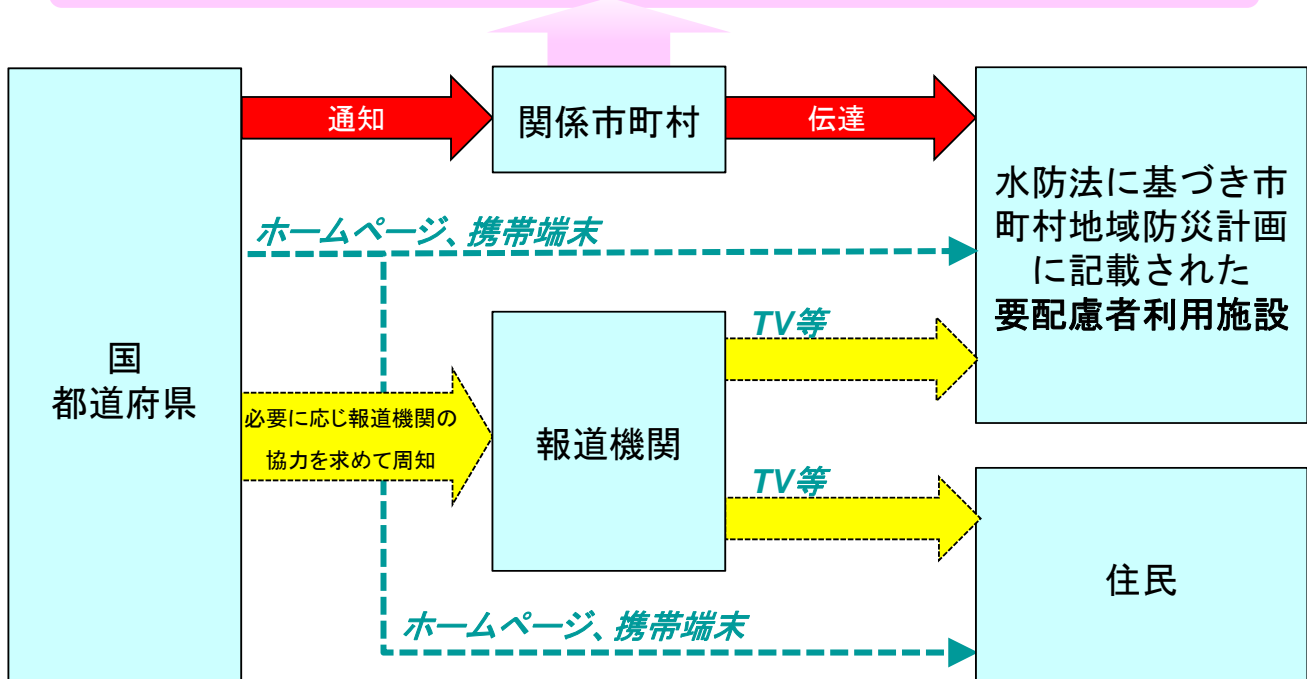 通知
関係市町村
伝達
水防法に基づき市
町村地域防災計画
に記載された
要配慮者利用施設
ホームページ、携帯端末
TV等
国
都道府県
必要に応じ報道機関の
協力を求めて周知
報道機関
TV等
住民
ホームページ、携帯端末